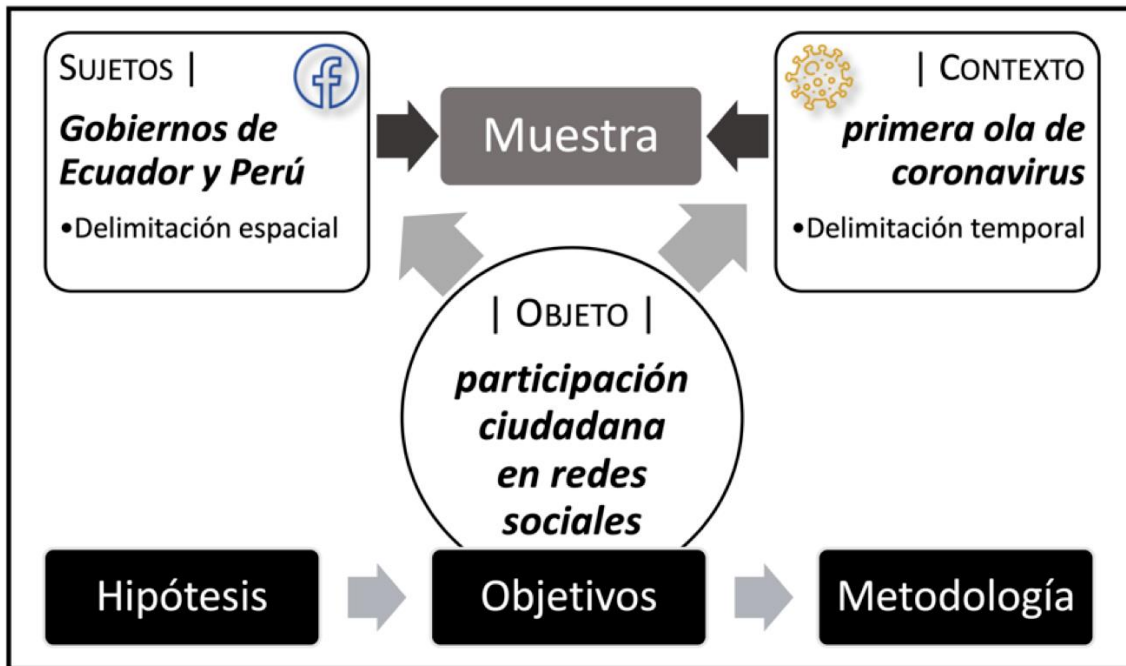 SUJETOS |
Gobiernos de
Ecuador y Perú
•Delimitación espacial
Muestra
| CONTEXTO
primera ola de
coronavirus
•Delimitación temporal
| OBJETO |
participación
ciudadana
en redes
sociales
Hipótesis
Objetivos
Metodología